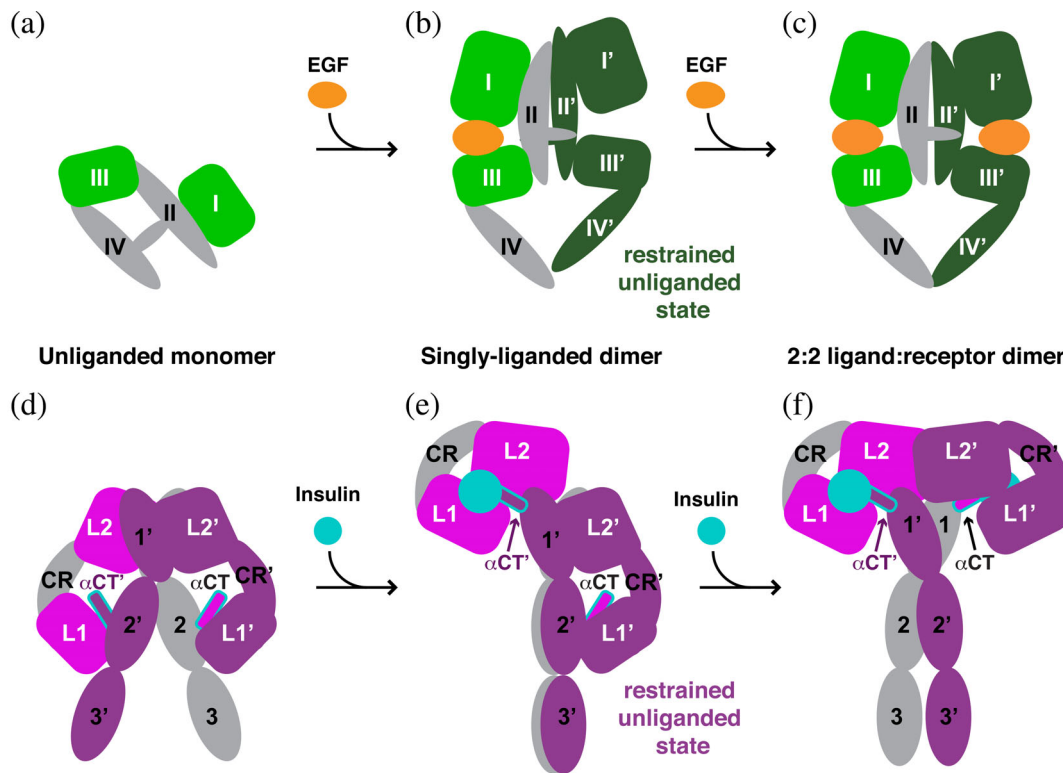 (a)
EGF
(b)
EGF
(c)
III
II
I
IV
I
II
II'
I'
III
III'
IV
IV'
restrained
unliganded
state
I
II
II'
I'
III
III'
IV
IV'
Unliganded monomer
Singly-liganded dimer
2:2 ligand:receptor dimer
(d)
Insulin
(e)
Insulin
(f)
L2
1'
L2'
CR
αCT'
αCT
CR'
L1
2'
2
L1'
3'
3
CR
L2
L1
αCT'
1'
L2'
αCT
CR'
2'
L1'
3'
restrained
unliganded
state
CR
L2
L2'
CR'
L1
L1'
αCT'
1'
1
αCT
2
2'
3
3'